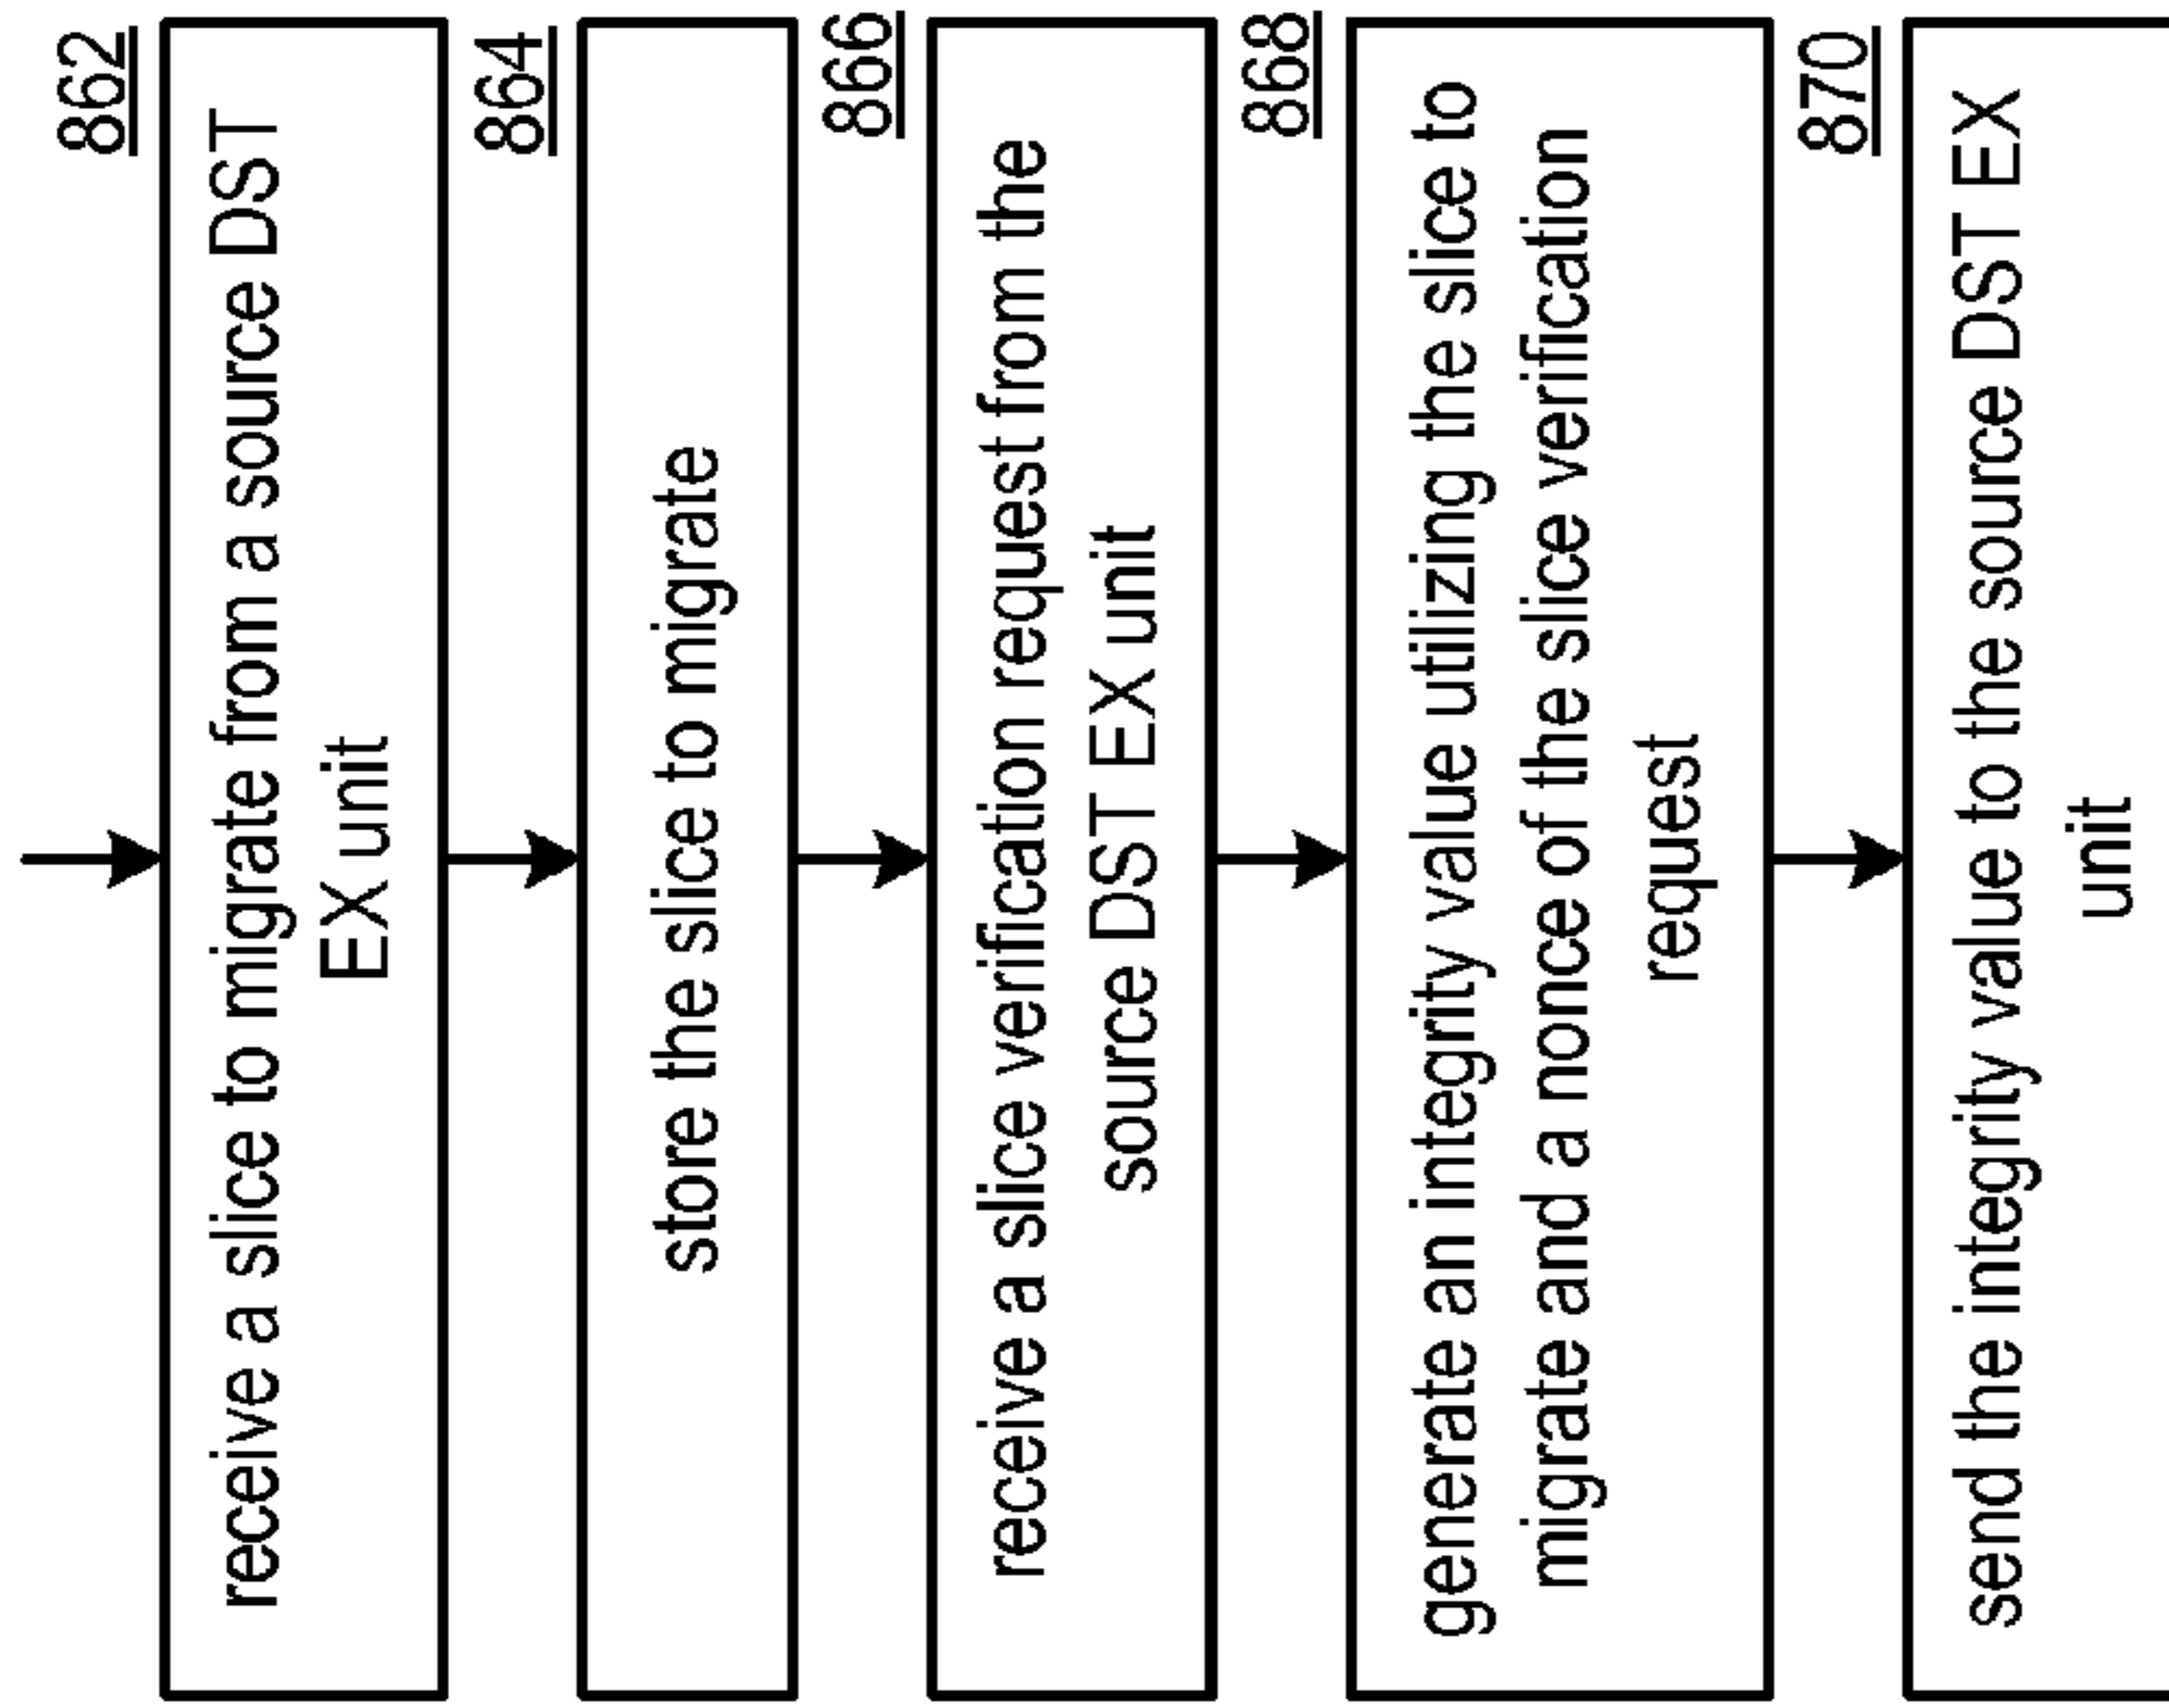 862
receive a slice to migrate from a source DST
EX unit
864
store the slice to migrate
866
receive a slice verification request from the
source DST EX unit
868
generate an integrity value utilizing the slice to
migrate and a nonce of the slice verification
request
870
send the integrity value to the source DST EX
unit